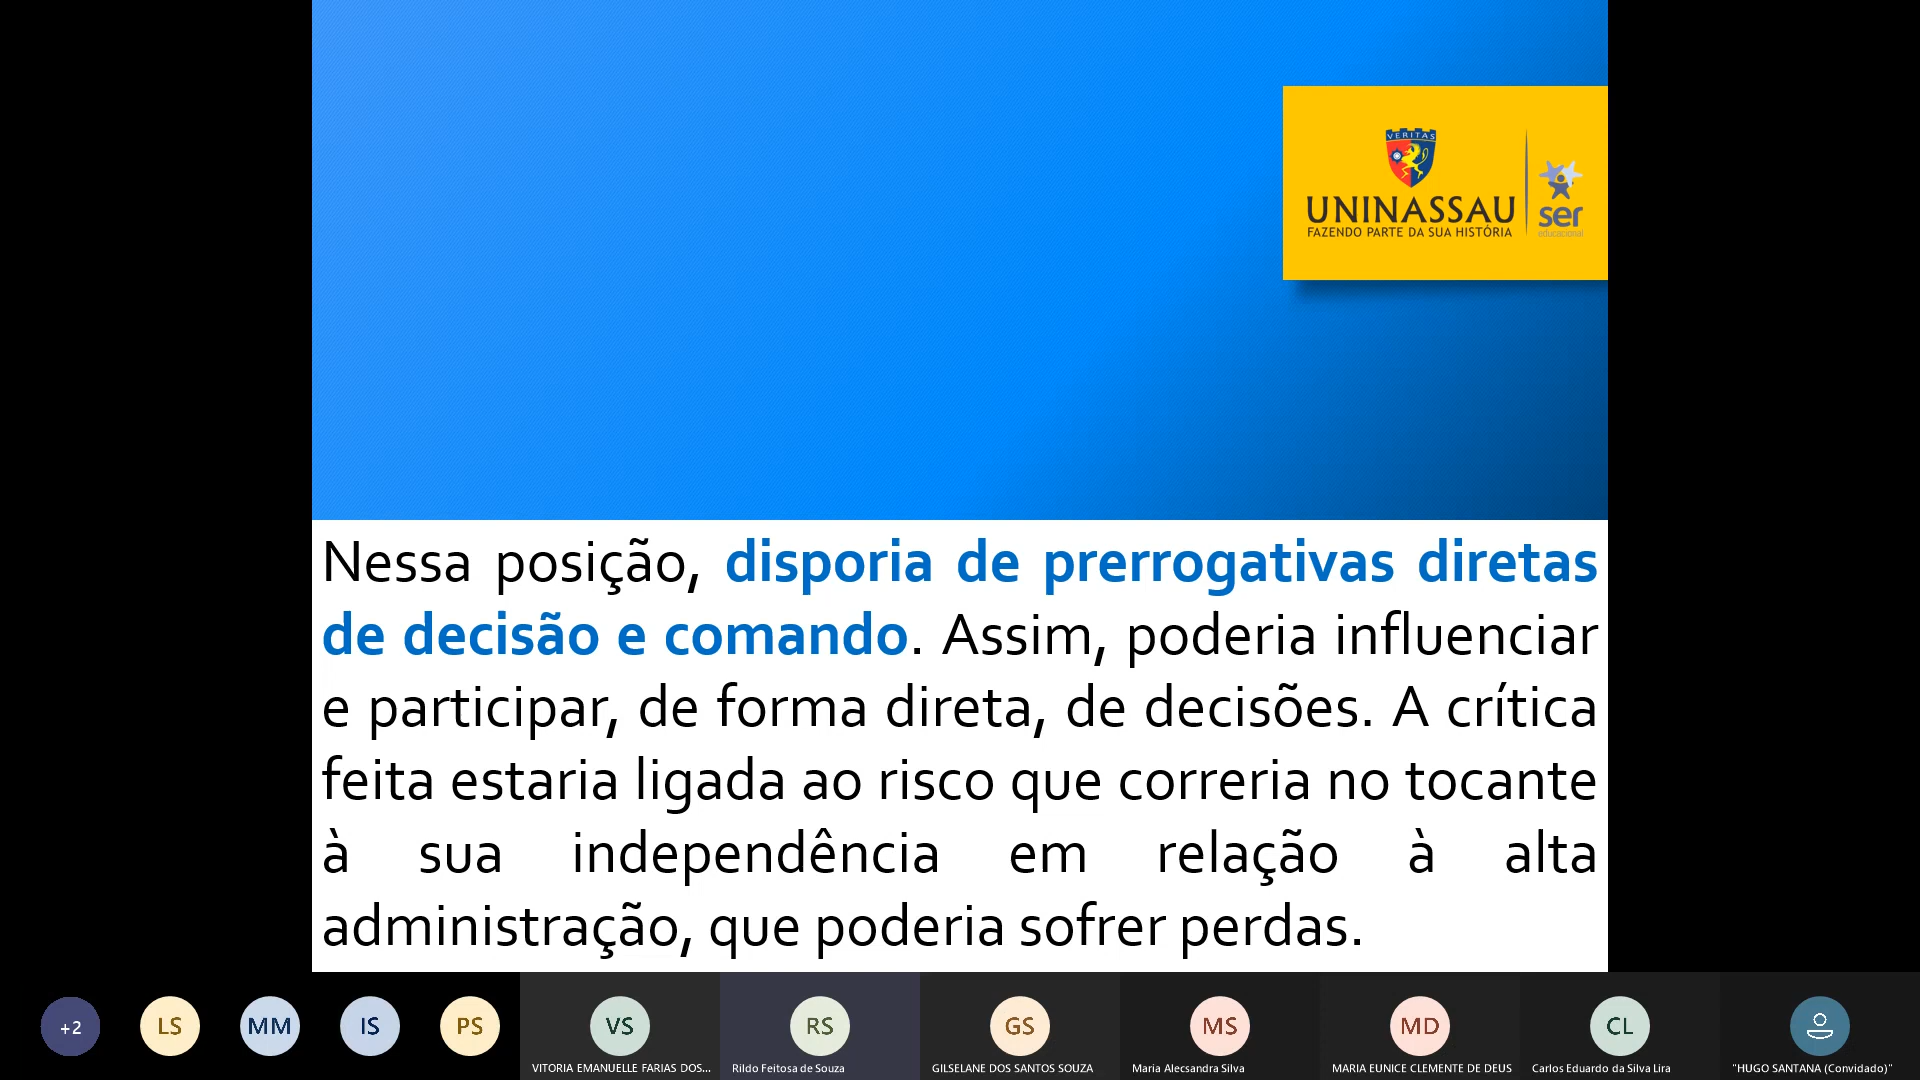 VERITAS
UNINASSAU
FAZENDO PARTE DA SUA HISTÓRIA
ser
educacional
Nessa posição, disporia de prerrogativas diretas
de decisão e comando. Assim, poderia influenciar
e participar, de forma direta, de decisões. A crítica
feita estaria ligada ao risco que correria no tocante
à sua independência em relação à alta
administração, que poderia sofrer perdas.
+2
LS
MM
IS
PS
VS
RS
GS
MS
MD
CL
VITORIA EMANUELLE FARIAS DOS...
Rildo Feitosa de Souza
GILSELANE DOS SANTOS SOUZA
Maria Alecsandra Silva
MARIA EUNICE CLEMENTE DE DEUS
Carlos Eduardo da Silva Lira
"HUGO SANTANA (Convidado)"